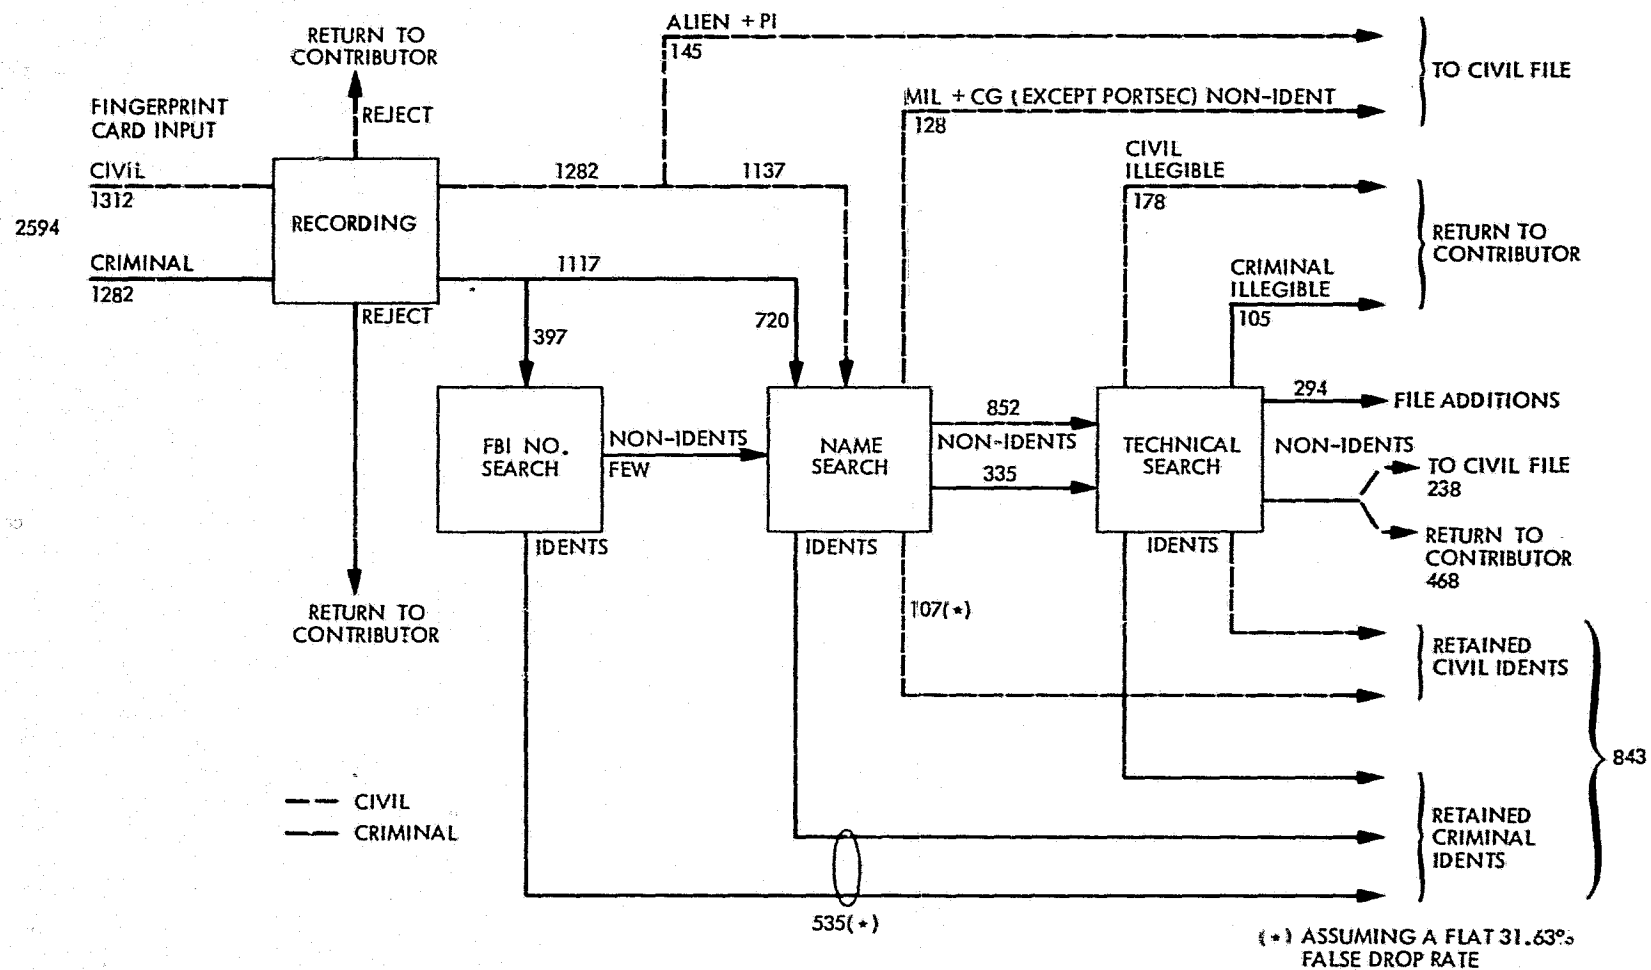 ALIEN + PI
145
RETURN TO
CONTRIBUTOR
TO CIVIL FILE
MIL + CG (EXCEPT PORTSEC) NON-IDENT
128
FINGERPRINT
CARD INPUT
REJECT
CIVIL
ILLEGIBLE
178
CIVIL
1312
1282
1137
RECORDING
2594
RETURN TO
CONTRIBUTOR
CRIMINAL
1282
1117
CRIMINAL
ILLEGIBLE
105
REJECT
397
720
294
FILE ADDITIONS
852
NON-IDENTS
335
FBI NO.
SEARCH
NON-IDENTS
FEW
NAME
SEARCH
TECHNICAL
SEARCH
NON-IDENTS
TO CIVIL FILE
238
RETURN TO
CONTRIBUTOR
468
IDENTS
IDENTS
IDENTS
RETURN TO
CONTRIBUTOR
107(*)
RETAINED
CIVIL IDENTS
843
CIVIL
CRIMINAL
RETAINED
CRIMINAL
IDENTS
535(*)
(*) ASSUMING A FLAT 31.63%
FALSE DROP RATE